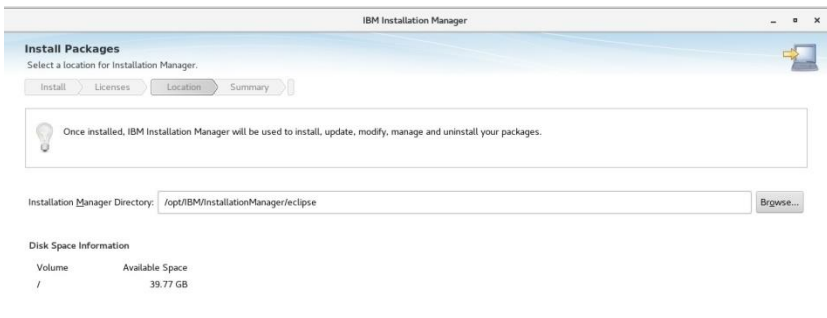 IBM Installation Manager
Install Packages
Select a location for Installation Manager.
Install Licenses Location Summary
Once installed, IBM Installation Manager will be used to install, update, modify, manage and uninstall your packages.
Installation Manager Directory: /opt/IBM/InstallationManager/eclipse Browse...
Disk Space Information
Volume Available Space
/ 39.77 GB